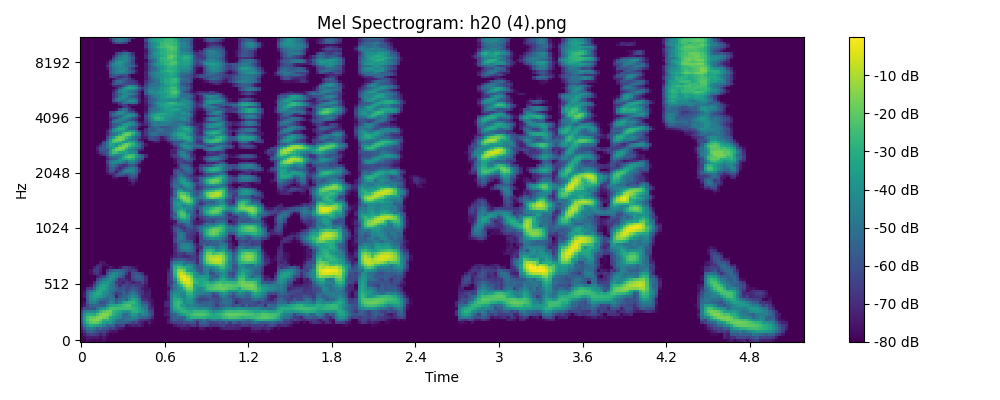 Mel Spectrogram: h20 (4).png
8192
4096
2048
1024
512
0
Hz
0 0.6 1.2 1.8 2.4 3 3.6 4.2 4.8
Time
-10 dB
-20 dB
-30 dB
-40 dB
-50 dB
-60 dB
-70 dB
-80 dB